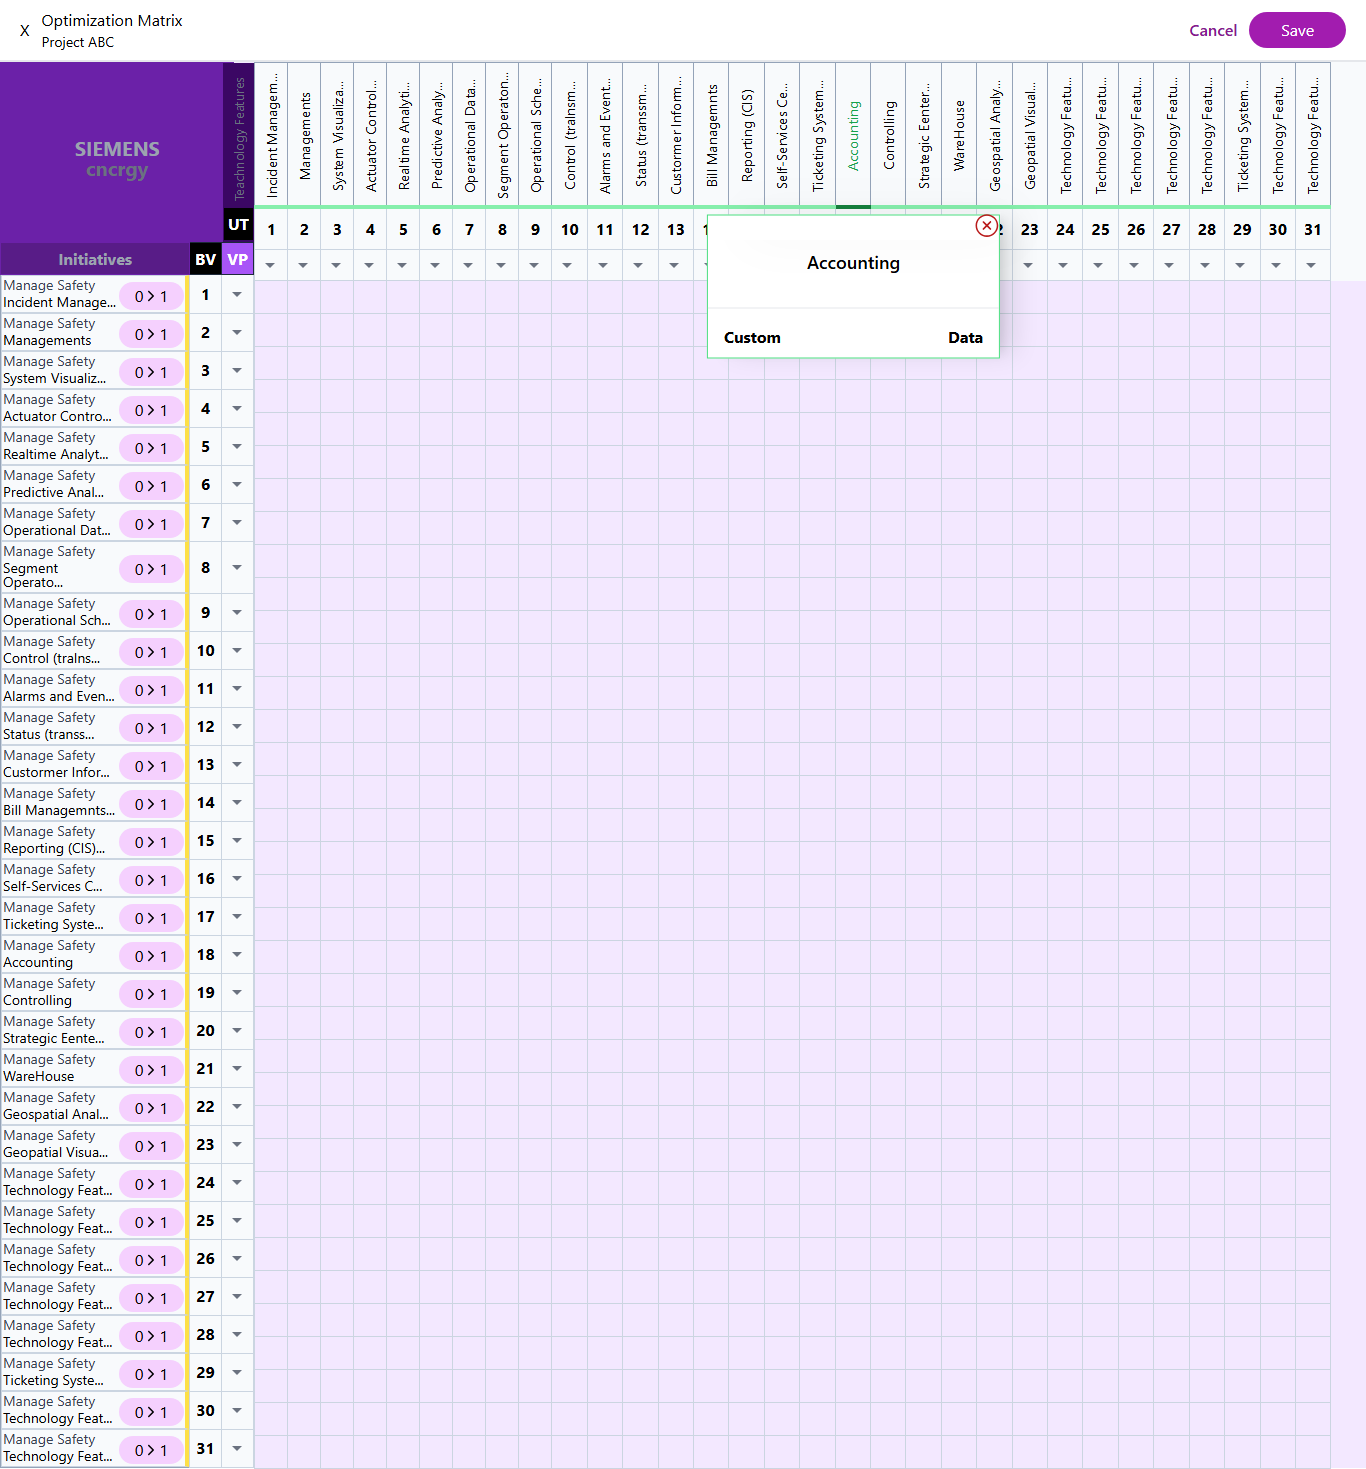 X
Optimization Matrix
Project ABC
Cancel
Save
SIEMENS
cncrgy
Teachnology Features
Incident Managem...
Managements
System Visualiza...
Actuator Control...
Realtime Analyti...
Predictive Analy...
Operational Data...
Segment Operaton...
Operational Sche...
Control (tralnsm...
Alarms and Event...
Status (transsm...
Custormer Inform...
Bill Managemnts
Reporting (CIS)
Self-Services Ce...
Ticketing System...
Accounting
Controlling
Strategic Eenter...
WareHouse
Geospatial Analy...
Geopatial Visual...
Technology Featu...
Technology Featu...
Technology Featu...
Technology Featu...
Technology Featu...
Ticketing System...
Technology Featu...
Technology Featu...
UT
1 2 3 4 5 6 7 8 9 10 11 12 13 23 24 25 26 27 28 29 30 31
Initiatives BV VP
Accounting
Custom Data
Manage Safety
Incident Manage... 0 > 1 1
Manage Safety
Managements 0 > 1 2
Manage Safety
System Visualiz... 0 > 1 3
Manage Safety
Actuator Contro... 0 > 1 4
Manage Safety
Realtime Analyt... 0 > 1 5
Manage Safety
Predictive Anal... 0 > 1 6
Manage Safety
Operational Dat... 0 > 1 7
Manage Safety
Segment
Operato... 0 > 1 8
Manage Safety
Operational Sch... 0 > 1 9
Manage Safety
Control (tralns... 0 > 1 10
Manage Safety
Alarms and Even... 0 > 1 11
Manage Safety
Status (transs... 0 > 1 12
Manage Safety
Custormer Infor... 0 > 1 13
Manage Safety
Bill Managemnts... 0 > 1 14
Manage Safety
Reporting (CIS)... 0 > 1 15
Manage Safety
Self-Services C... 0 > 1 16
Manage Safety
Ticketing Syste... 0 > 1 17
Manage Safety
Accounting 0 > 1 18
Manage Safety
Controlling 0 > 1 19
Manage Safety
Strategic Eente... 0 > 1 20
Manage Safety
WareHouse 0 > 1 21
Manage Safety
Geospatial Anal... 0 > 1 22
Manage Safety
Geopatial Visua... 0 > 1 23
Manage Safety
Technology Feat... 0 > 1 24
Manage Safety
Technology Feat... 0 > 1 25
Manage Safety
Technology Feat... 0 > 1 26
Manage Safety
Technology Feat... 0 > 1 27
Manage Safety
Technology Feat... 0 > 1 28
Manage Safety
Ticketing Syste... 0 > 1 29
Manage Safety
Technology Feat... 0 > 1 30
Manage Safety
Technology Feat... 0 > 1 31